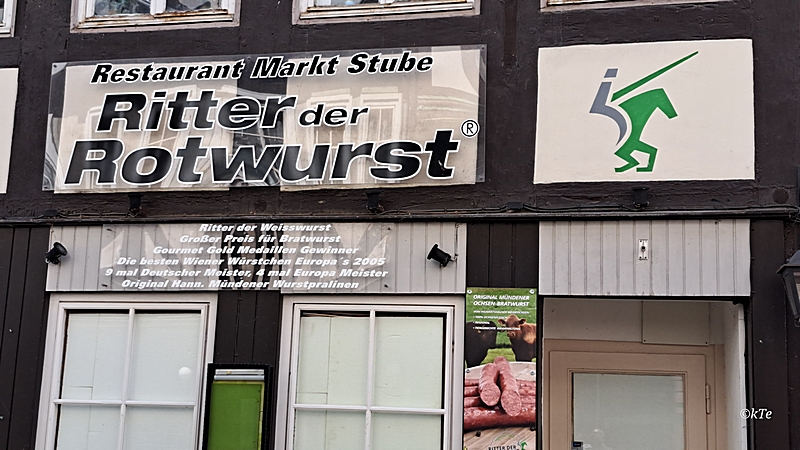 Restaurant Markt Stube
Ritter der
Rotwurst®
Ritter der Weisswurst
Großer Preis für Bratwurst
Gourmet Gold Medaillen Gewinner
Die besten Wiener Würstchen Europa´s 2005
9 mal Deutscher Meister, 4 mal Europa Meister
Original Hann. Mündener Wurstpralinen
ORIGINAL MÜNDENER
OCHSEN-BRATWURST
RITTER DER
©kTe